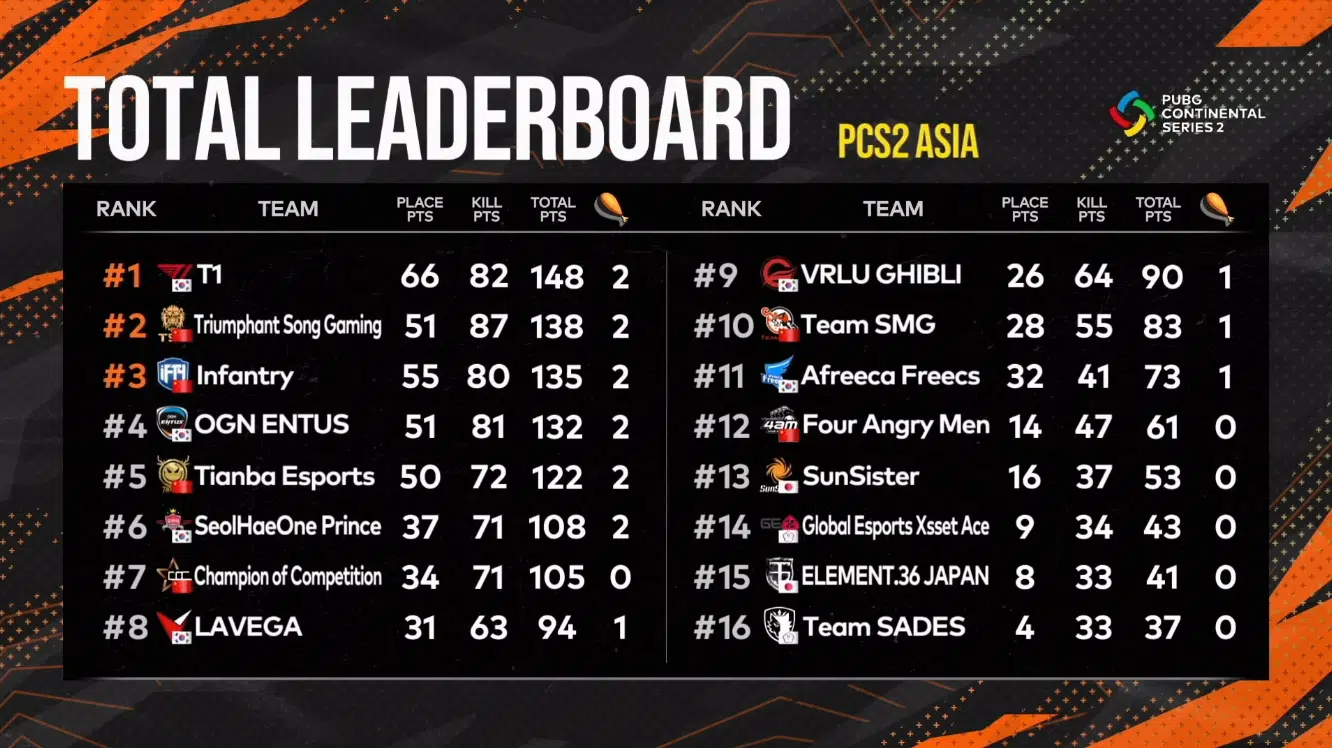 TOTAL LEADERBOARD PCS2 ASIA
PUBG
CONTINENTAL
SERIES 2
RANK TEAM PLACE PTS KILL PTS TOTAL PTS
#1 T1 66 82 148 2
#2 Triumphant Song Gaming 51 87 138 2
#3 Infantry 55 80 135 2
#4 OGN ENTUS 51 81 132 2
#5 Tianba Esports 50 72 122 2
#6 SeolHaeOne Prince 37 71 108 2
#7 Champion of Competition 34 71 105 0
#8 LAVEGA 31 63 94 1
RANK TEAM PLACE PTS KILL PTS TOTAL PTS
#9 VRLU GHIBLI 26 64 90 1
#10 Team SMG 28 55 83 1
#11 Afreeca Freecs 32 41 73 1
#12 4am Four Angry Men 14 47 61 0
#13 SunSister 16 37 53 0
#14 Global Esports Xsset Ace 9 34 43 0
#15 ELEMENT.36 JAPAN 8 33 41 0
#16 Team SADES 4 33 37 0